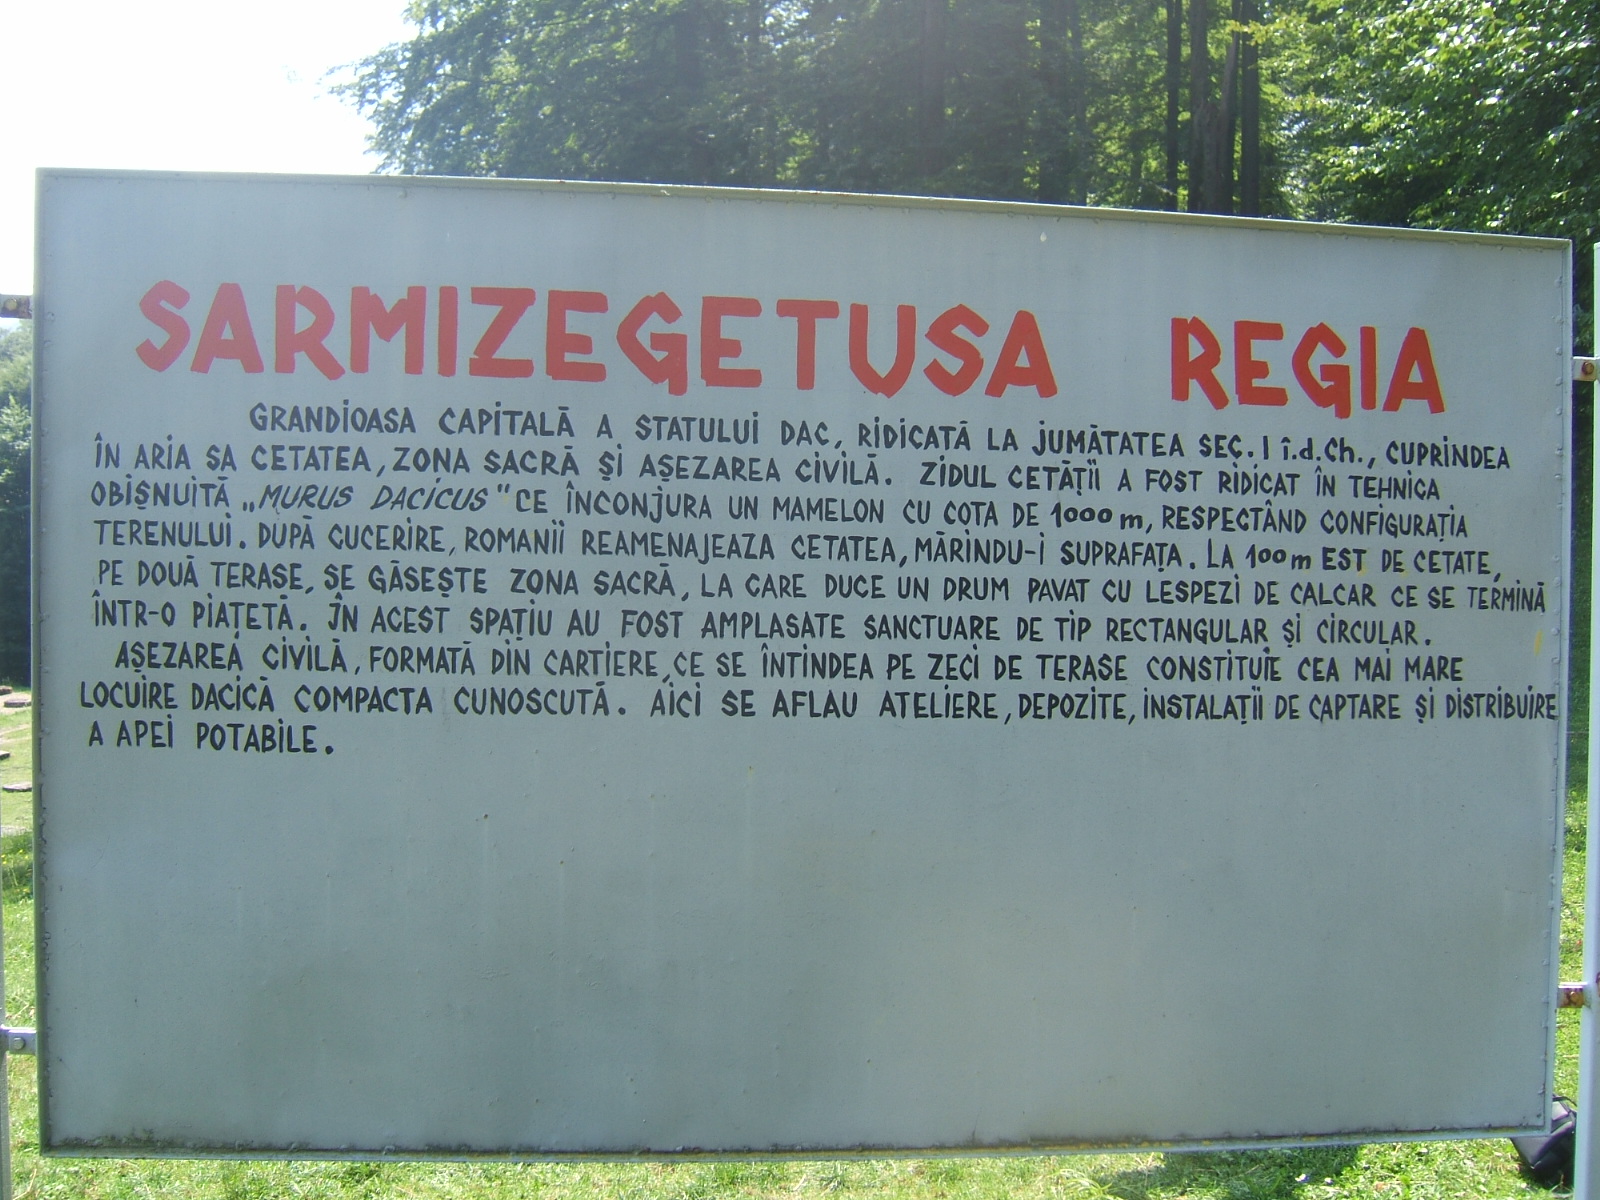 SARMIZEGETUSA REGIA
GRANDIOASA CAPITALĂ A STATULUI DAC, RIDICATĂ LA JUMĂTATEA SEC. I î.d.Ch., CUPRINDEA
ÎN ARIA SA CETATEA, ZONA SACRĂ ȘI AȘEZAREA CIVILĂ. ZIDUL CETĂȚII A FOST RIDICAT ÎN TEHNICA
OBIȘNUITĂ „MURUS DACICUS" CE ÎNCONJURA UN MAMELON CU COTA DE 1000 m, RESPECTÂND CONFIGURAȚIA
TERENULUI. DUPĂ CUCERIRE, ROMANII REAMENAJEAZA CETATEA, MĂRINDU-I SUPRAFAȚA. LA 100 m EST DE CETATE,
PE DOUĂ TERASE, SE GĂSEȘTE ZONA SACRĂ, LA CARE DUCE UN DRUM PAVAT CU LESPEZI DE CALCAR CE SE TERMINĂ
ÎNTR-O PIAȚETĂ. ÎN ACEST SPAȚIU AU FOST AMPLASATE SANCTUARE DE TIP RECTANGULAR ȘI CIRCULAR.
AȘEZAREA CIVILĂ, FORMATĂ DIN CARTIERE, CE SE ÎNTINDEA PE ZECI DE TERASE CONSTITUIE CEA MAI MARE
LOCUIRE DACICĂ COMPACTA CUNOSCUTĂ. AICI SE AFLAU ATELIERE, DEPOZITE, INSTALAȚII DE CAPTARE ȘI DISTRIBUIRE
A APEI POTABILE.